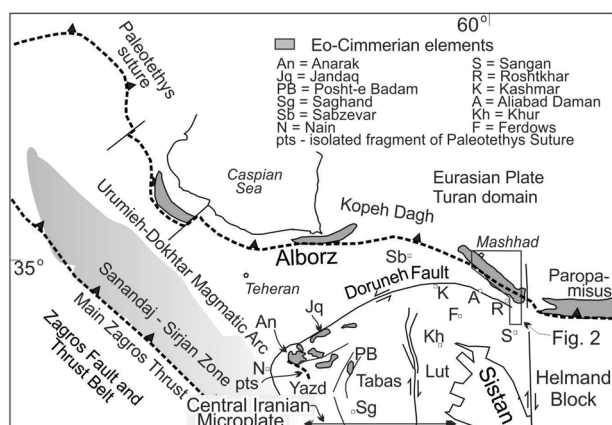 60°
Paleotethys
suture
Eo-Cimmerian elements
An = Anarak
Jq = Jandaq
PB = Posht-e Badam
Sg = Saghand
Sb = Sabzevar
N = Nain
S = Sangan
R = Roshtkhar
K = Kashmar
A = Aliabad Daman
Kh = Khur
F = Ferdows
pts - isolated fragment of Paleotethys Suture
Caspian
Sea
Eurasian Plate
Turan domain
Kopeh Dagh
Mashhad
Alborz
Sb
35°
Teheran
Doruneh Fault
Paropa-
misus
Urumieh-Dokhtar Magmatic Arc
Sanandaj - Sirjan Zone
Main Zagros Thrust
Zagros Fault and
Thrust Belt
K
A
R
F
S
Fig. 2
Jq
An
Kh
N
pts
Yazd
PB
Tabas
Lut
Sistan
Helmand
Block
Sg
Central Iranian
Microplate